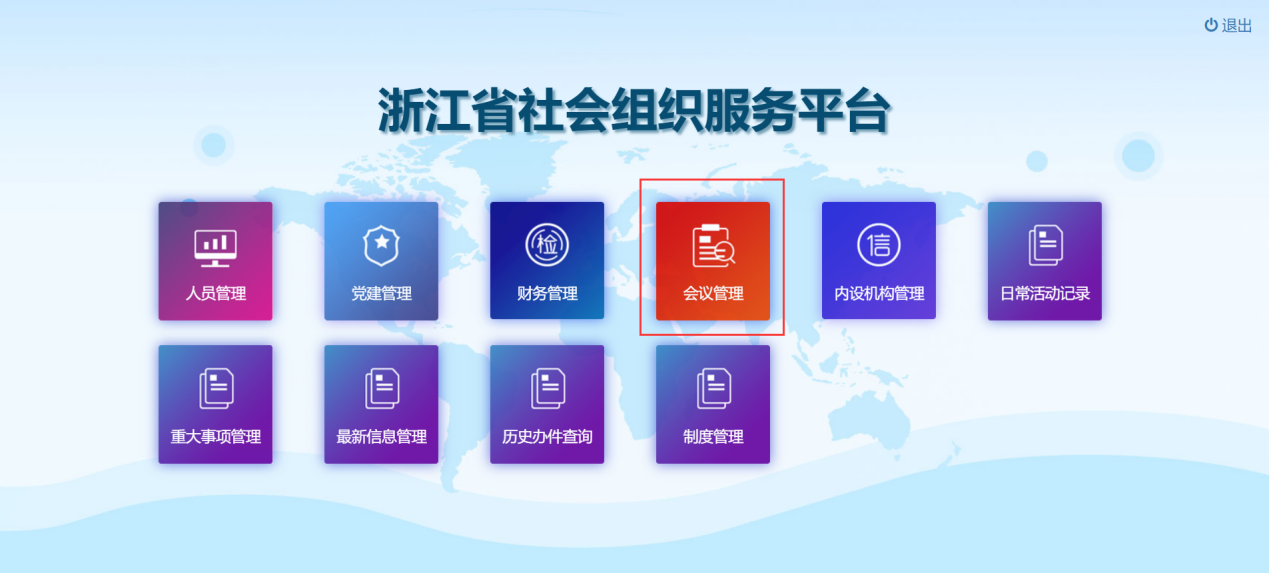 退出
浙江省社会组织服务平台
检
信
人员管理
党建管理
财务管理
会议管理
内设机构管理
日常活动记录
重大事项管理
最新信息管理
历史办件查询
制度管理